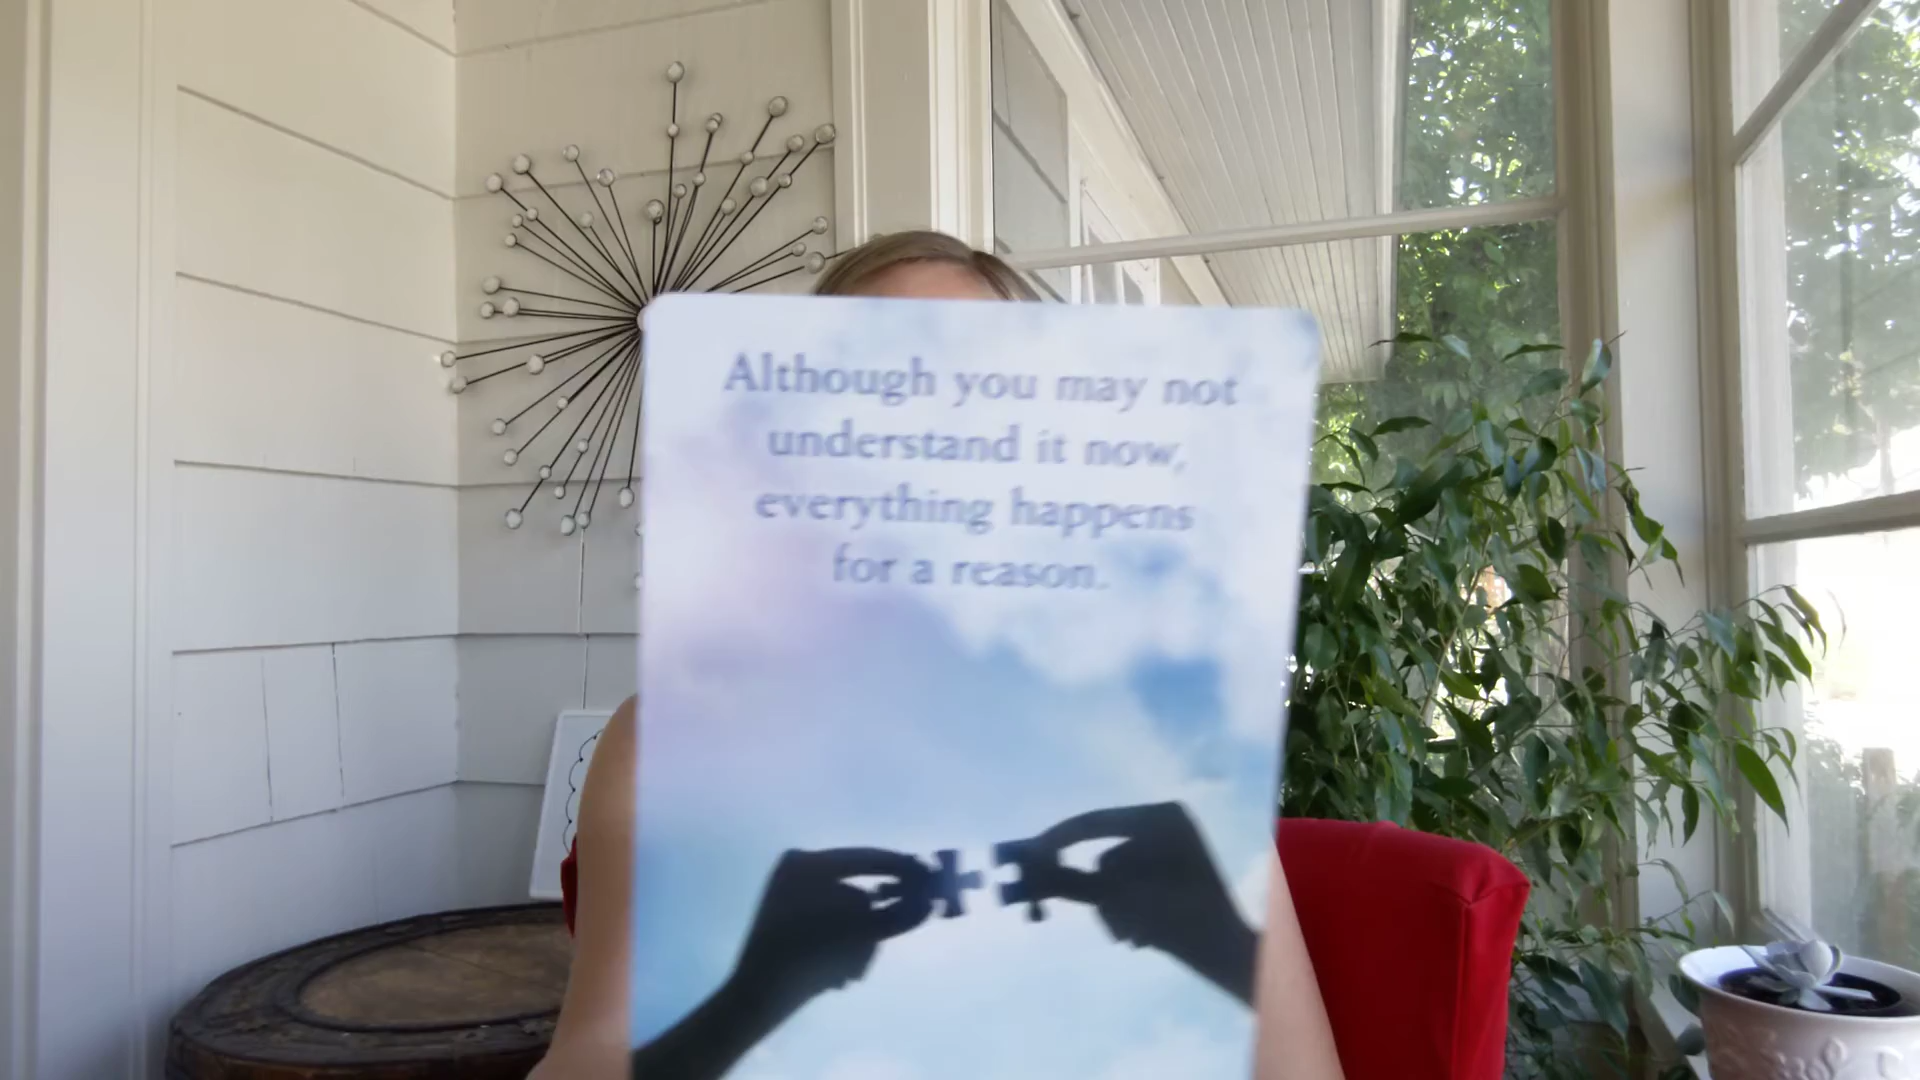 Although you may not
understand it now,
everything happens
for a reason.